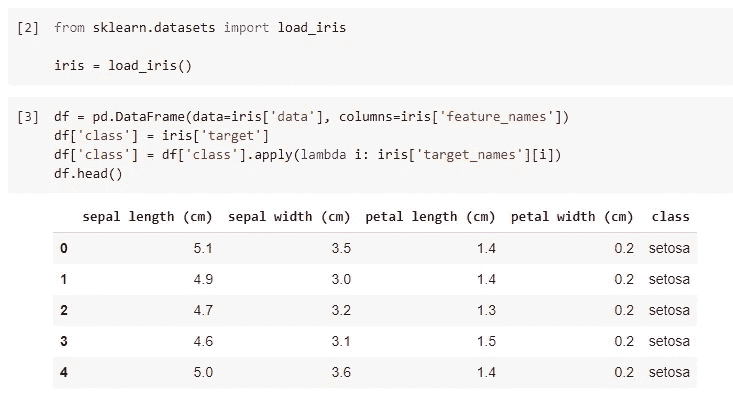 [2] from sklearn.datasets import load_iris
iris = load_iris()
[3] df = pd.DataFrame(data=iris['data'], columns=iris['feature_names'])
df['class'] = iris['target']
df['class'] = df['class'].apply(lambda i: iris['target_names'][i])
df.head()
sepal length (cm) sepal width (cm) petal length (cm) petal width (cm) class
0 5.1 3.5 1.4 0.2 setosa
1 4.9 3.0 1.4 0.2 setosa
2 4.7 3.2 1.3 0.2 setosa
3 4.6 3.1 1.5 0.2 setosa
4 5.0 3.6 1.4 0.2 setosa